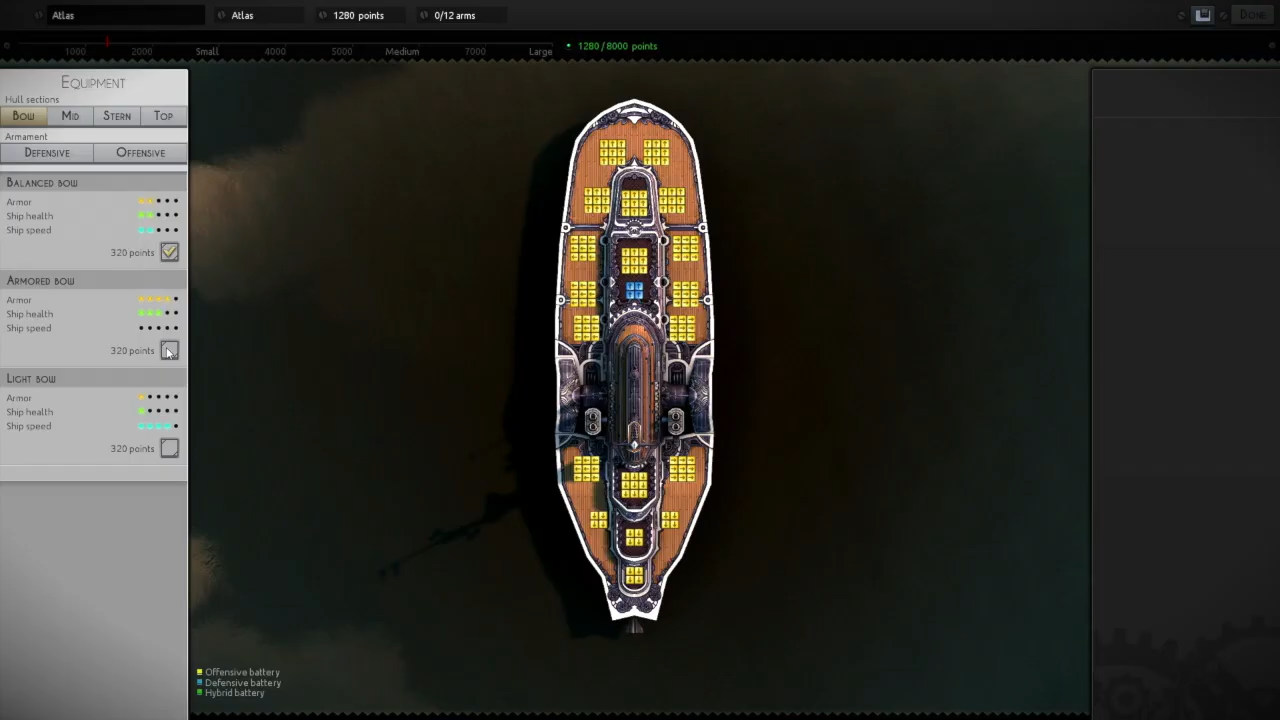 Atlas
Atlas
1280 points
0/12 arms
Done
1000 2000 Small 4000 5000 Medium 7000 Large
1280 / 8000 points
Equipment
Hull sections
Bow Mid Stern Top
Armament
Defensive Offensive
Balanced bow
Armor
Ship health
Ship speed
320 points
Armored bow
Armor
Ship health
Ship speed
320 points
Light bow
Armor
Ship health
Ship speed
320 points
Offensive battery
Defensive battery
Hybrid battery